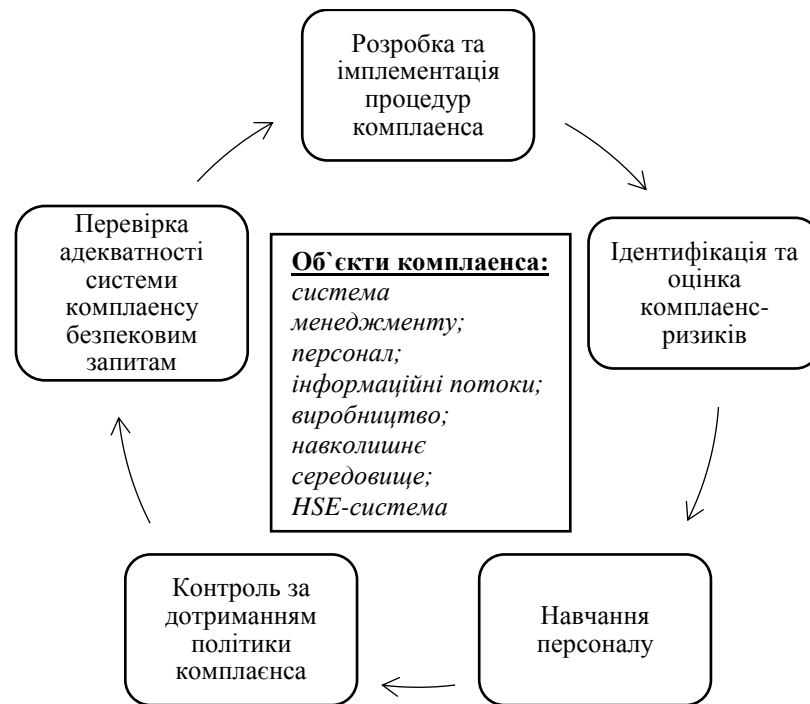 Розробка та
імплементація
процедур
комплаенса
Перевірка
адекватності
системи
комплаенсу
безпековим
запитам
Об`єкти комплаенса:
система
менеджменту;
персонал;
інформаційні потоки;
виробництво;
навколишнє
середовище;
HSE-система
Ідентифікація та
оцінка
комплаенс-
ризиків
Контроль за
дотриманням
політики
комплаєнса
Навчання
персоналу